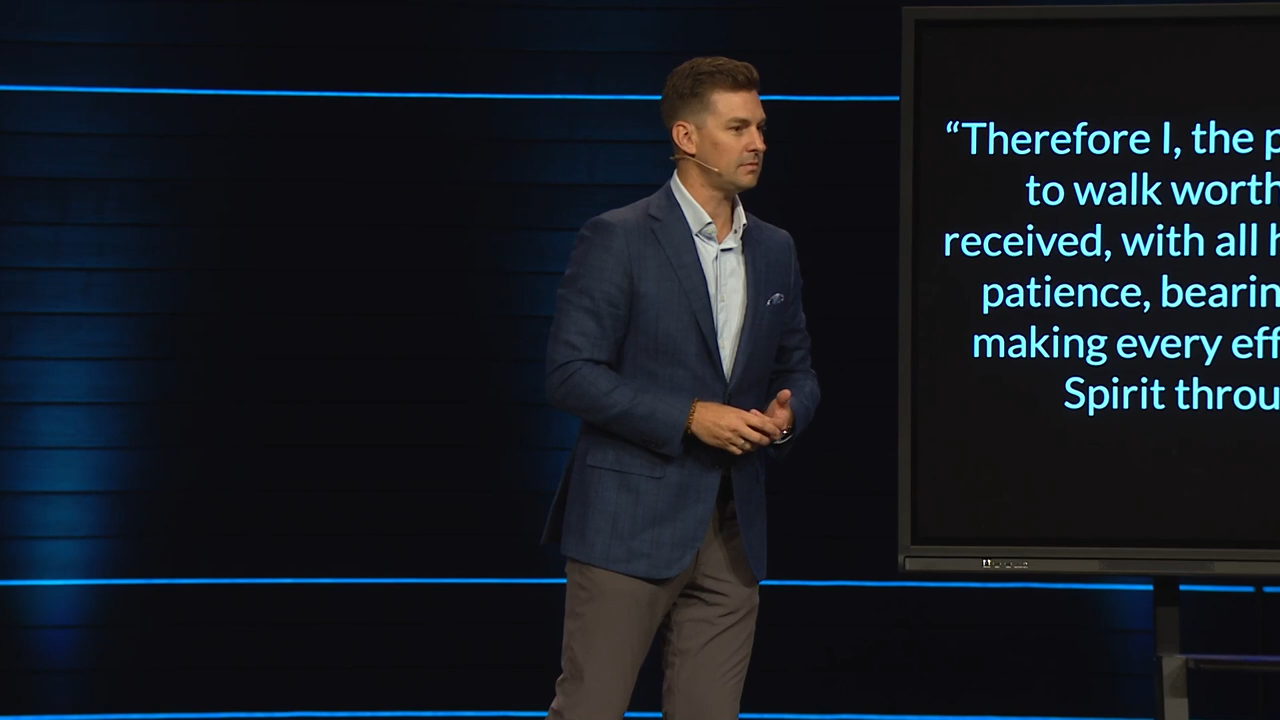 “Therefore I, the p
to walk worth
received, with all h
patience, bearin
making every eff
Spirit throu